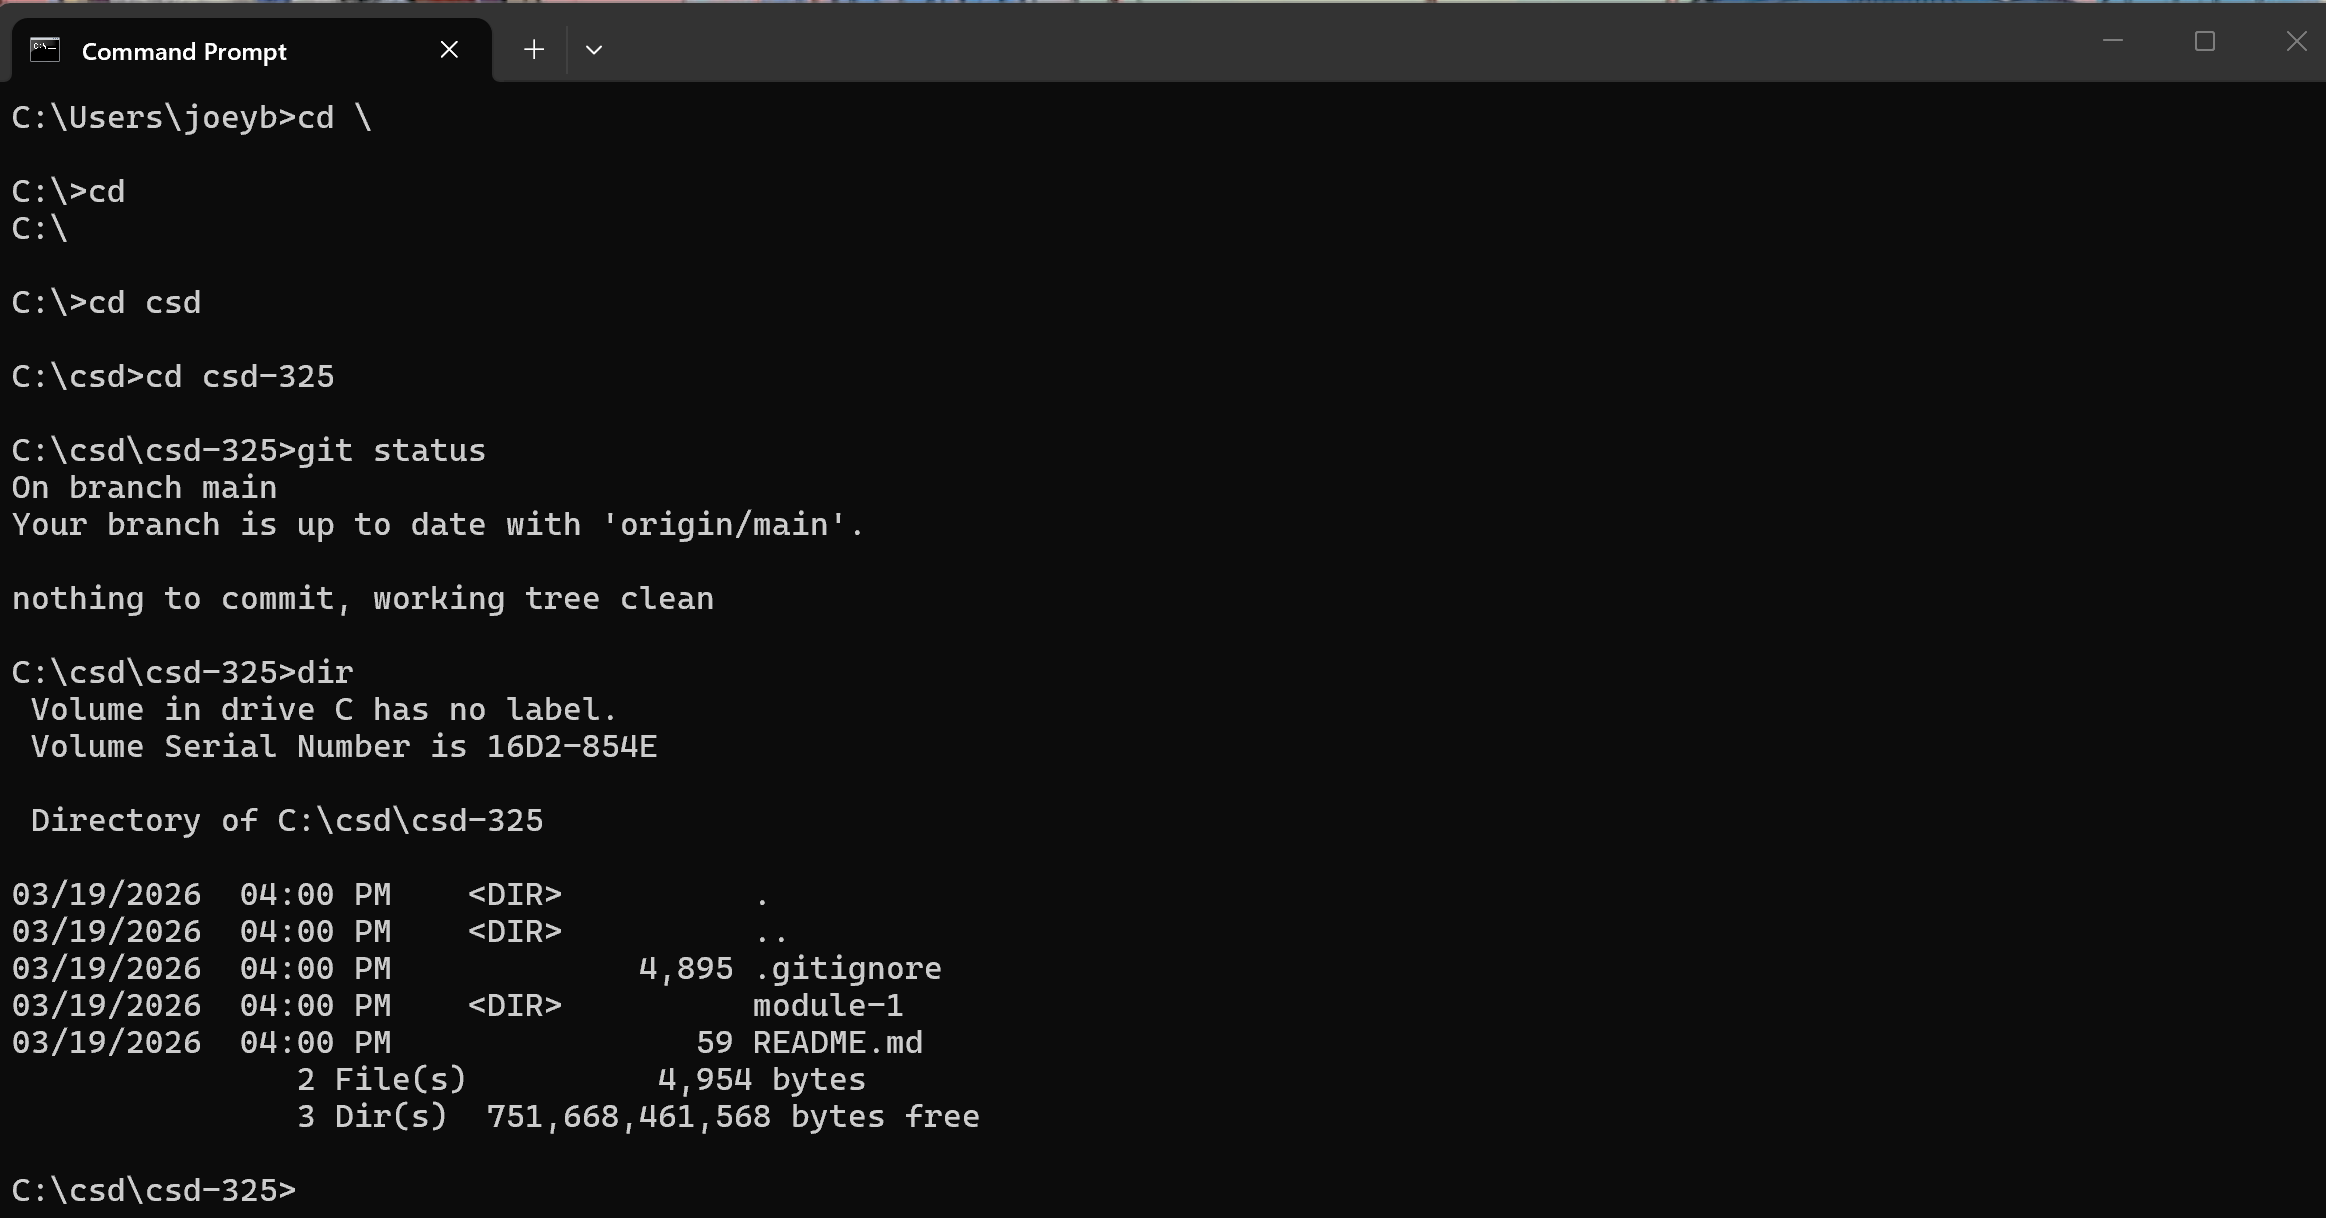 Command Prompt
C:\Users\joeyb>cd \
C:\>cd
C:\
C:\>cd csd
C:\csd>cd csd-325
C:\csd\csd-325>git status
On branch main
Your branch is up to date with 'origin/main'.
nothing to commit, working tree clean
C:\csd\csd-325>dir
 Volume in drive C has no label.
 Volume Serial Number is 16D2-854E
 Directory of C:\csd\csd-325
03/19/2026  04:00 PM    <DIR>          .
03/19/2026  04:00 PM    <DIR>          ..
03/19/2026  04:00 PM             4,895 .gitignore
03/19/2026  04:00 PM    <DIR>          module-1
03/19/2026  04:00 PM                59 README.md
               2 File(s)          4,954 bytes
               3 Dir(s)  751,668,461,568 bytes free
C:\csd\csd-325>